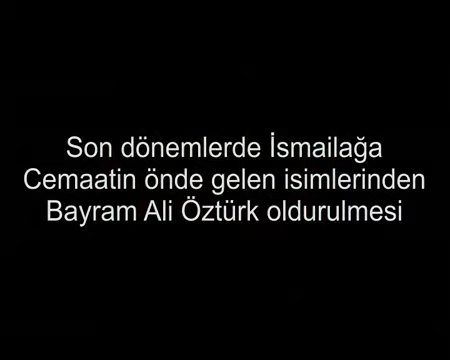 Son dönemlerde İsmailağa
Cemaatin önde gelen isimlerinden
Bayram Ali Öztürk oldurulmesi